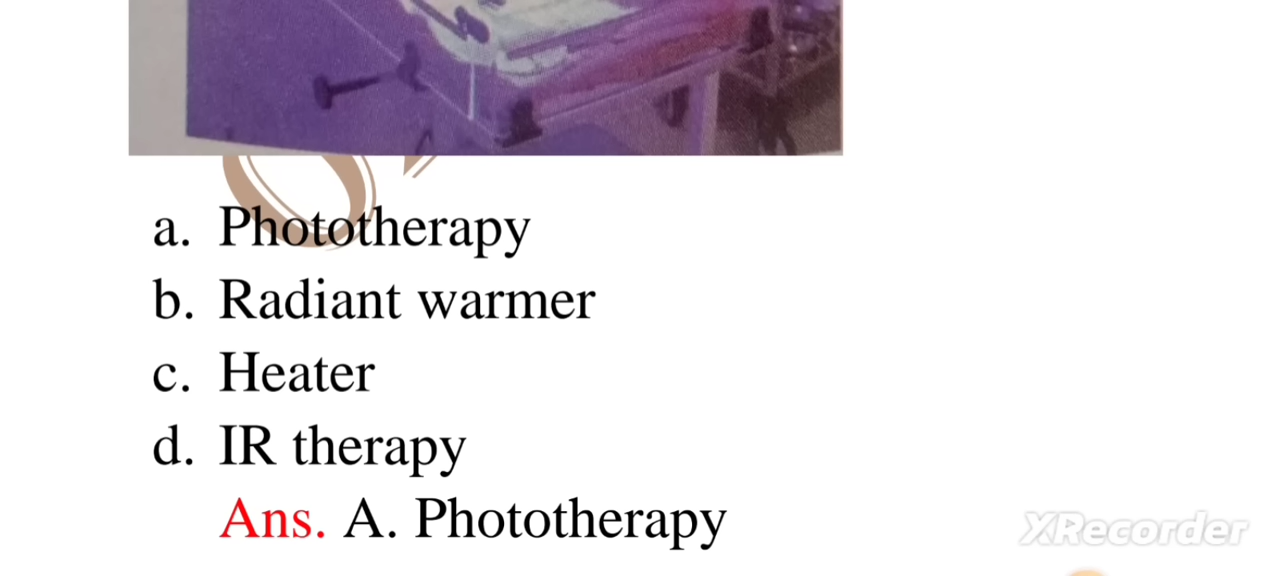 a. Phototherapy
b. Radiant warmer
c. Heater
d. IR therapy
Ans. A. Phototherapy
XRecorder